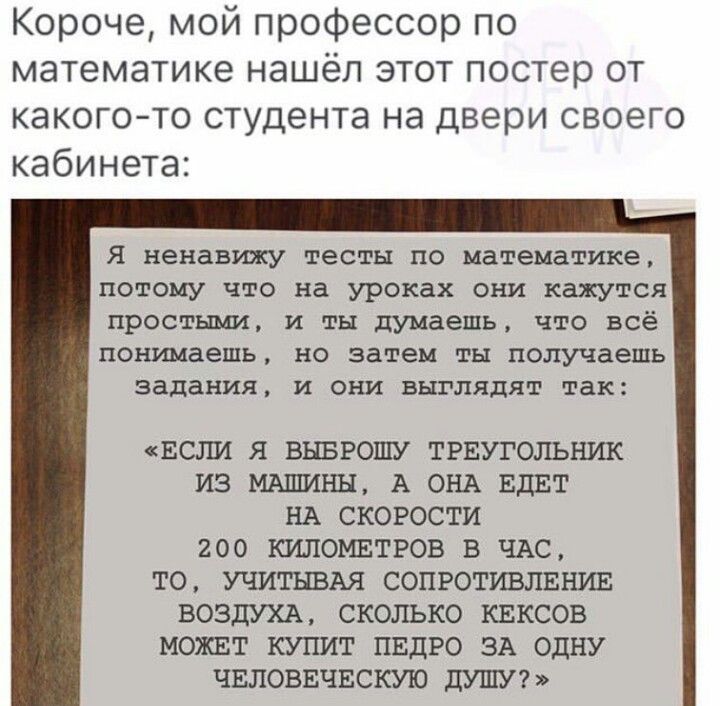 Короче, мой профессор по
математике нашёл этот постер от
какого-то студента на двери своего
кабинета:
PEW
Я ненавижу тесты по математике,
потому что на уроках они кажутся
простыми, и ты думаешь, что всё
понимаешь, но затем ты получаешь
задания, и они выглядят так:
«ЕСЛИ Я ВЫБРОШУ ТРЕУГОЛЬНИК
ИЗ МАШИНЫ, А ОНА ЕДЕТ
НА СКОРОСТИ
200 КИЛОМЕТРОВ В ЧАС,
ТО, УЧИТЫВАЯ СОПРОТИВЛЕНИЕ
ВОЗДУХА, СКОЛЬКО КЕКСОВ
МОЖЕТ КУПИТ ПЕДРО ЗА ОДНУ
ЧЕЛОВЕЧЕСКУЮ ДУШУ?»